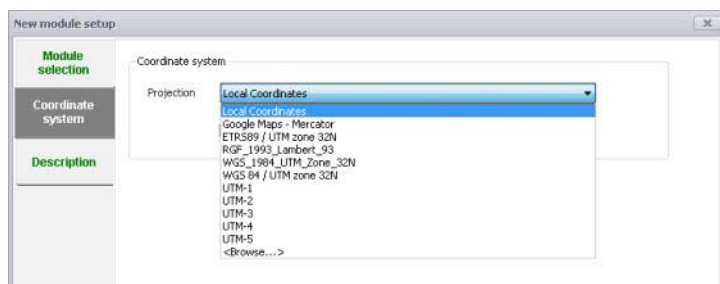 New module setup
Module
selection
Coordinate
system
Description
Coordinate system
Projection
Local Coordinates
Local Coordinates
Google Maps - Mercator
ETRS89 / UTM zone 32N
RGF_1993_Lambert_93
WGS_1984_UTM_Zone_32N
WGS 84 / UTM zone 32N
UTM-1
UTM-2
UTM-3
UTM-4
UTM-5
<Browse...>